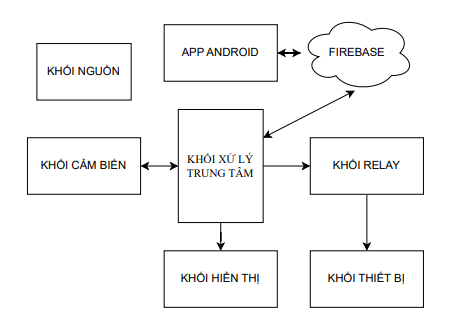 APP ANDROID
FIREBASE
KHỐI NGUỒN
KHỐI CẢM BIẾN
KHỐI XỬ LÝ
TRUNG TÂM
KHỐI RELAY
KHỐI HIỂN THỊ
KHỐI THIẾT BỊ